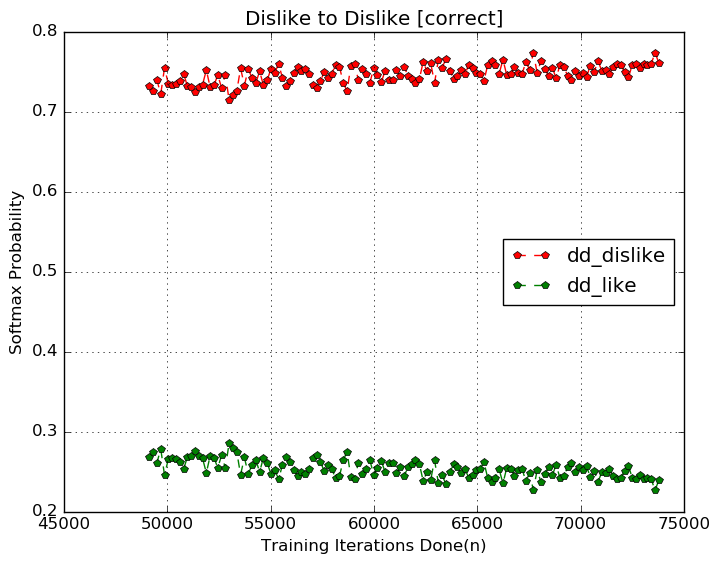 Dislike to Dislike [correct]
0.8
0.7
0.6
0.5
0.4
0.3
0.2
Softmax Probability
dd_dislike
dd_like
45000 50000 55000 60000 65000 70000 75000
Training Iterations Done(n)